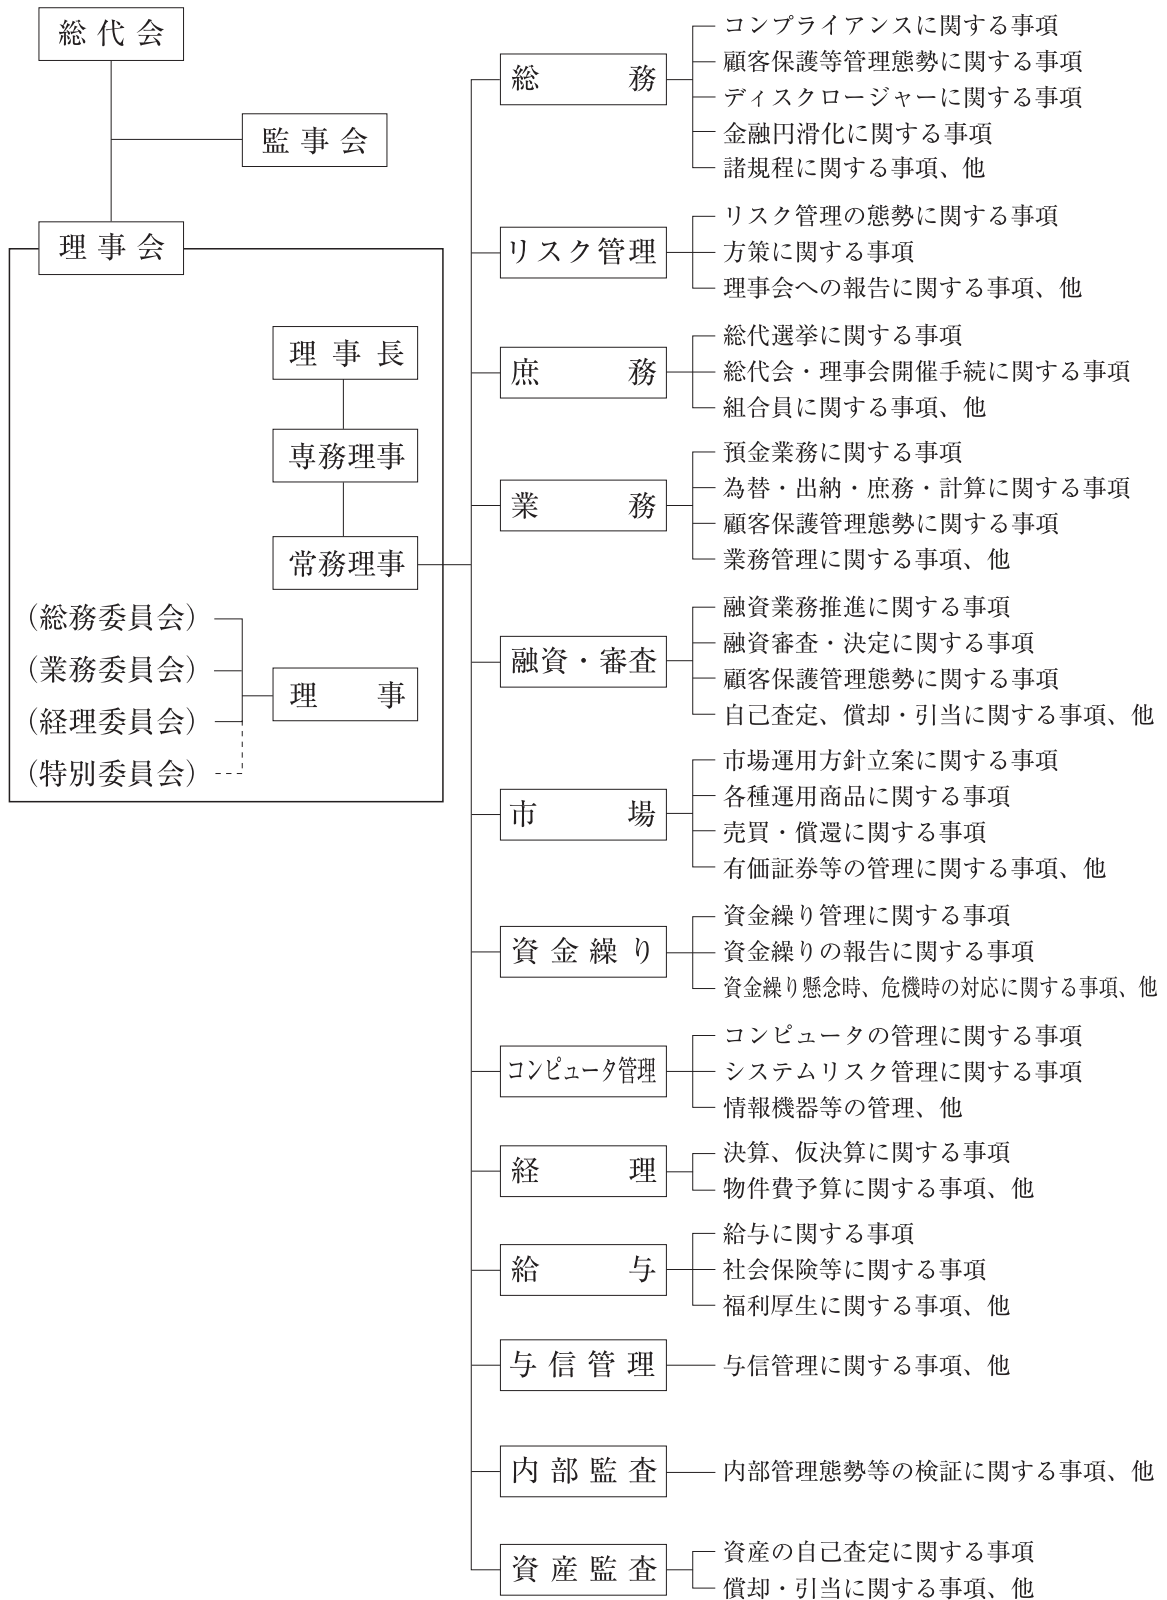 総代会
監事会
理事会
理事長
専務理事
常務理事
(総務委員会)
(業務委員会)
(経理委員会)
(特別委員会)
理事
総務
コンプライアンスに関する事項
顧客保護等管理態勢に関する事項
ディスクロージャーに関する事項
金融円滑化に関する事項
諸規程に関する事項、他
リスク管理
リスク管理の態勢に関する事項
方策に関する事項
理事会への報告に関する事項、他
庶務
総代選挙に関する事項
総代会・理事会開催手続に関する事項
組合員に関する事項、他
業務
預金業務に関する事項
為替・出納・庶務・計算に関する事項
顧客保護管理態勢に関する事項
業務管理に関する事項、他
融資・審査
融資業務推進に関する事項
融資審査・決定に関する事項
顧客保護管理態勢に関する事項
自己査定、償却・引当に関する事項、他
市場
市場運用方針立案に関する事項
各種運用商品に関する事項
売買・償還に関する事項
有価証券等の管理に関する事項、他
資金繰り
資金繰り管理に関する事項
資金繰りの報告に関する事項
資金繰り懸念時、危機時の対応に関する事項、他
コンピュータ管理
コンピュータの管理に関する事項
システムリスク管理に関する事項
情報機器等の管理、他
経理
決算、仮決算に関する事項
物件費予算に関する事項、他
給与
給与に関する事項
社会保険等に関する事項
福利厚生に関する事項、他
与信管理
与信管理に関する事項、他
内部監査
内部管理態勢等の検証に関する事項、他
資産監査
資産の自己査定に関する事項
償却・引当に関する事項、他